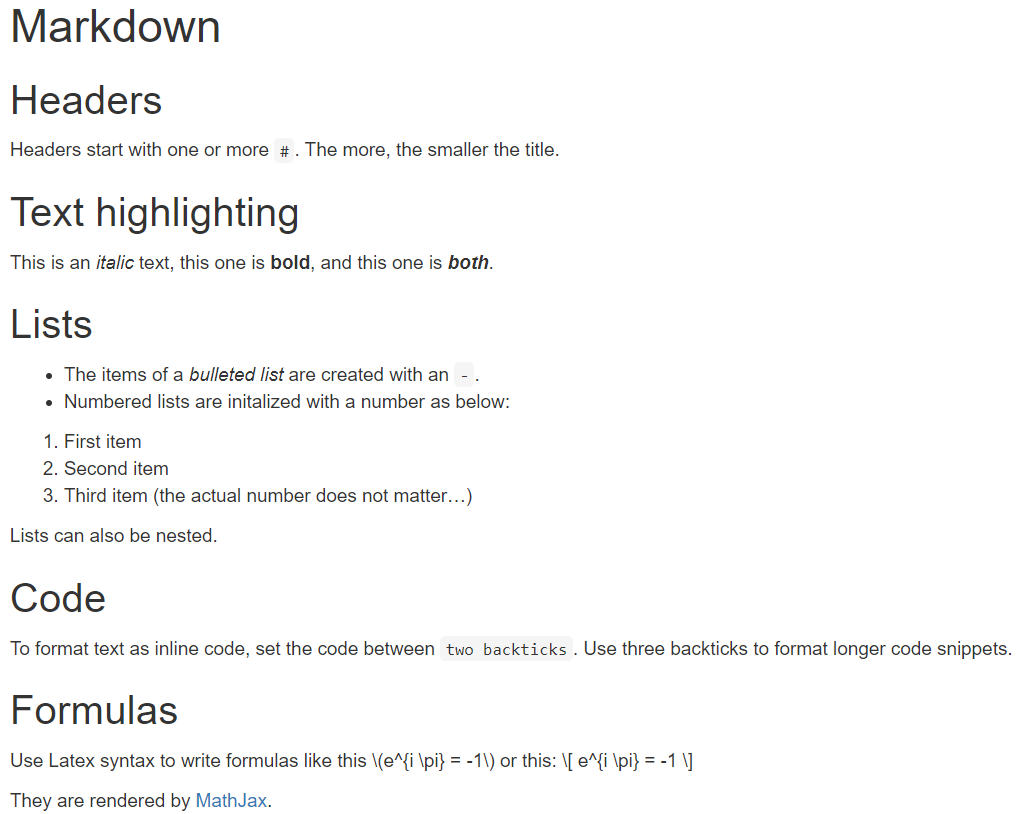 Markdown
Headers
Headers start with one or more #. The more, the smaller the title.
Text highlighting
This is an italic text, this one is bold, and this one is both.
Lists
• The items of a bulleted list are created with an -.
• Numbered lists are initalized with a number as below:
1. First item
2. Second item
3. Third item (the actual number does not matter…)
Lists can also be nested.
Code
To format text as inline code, set the code between two backticks. Use three backticks to format longer code snippets.
Formulas
Use Latex syntax to write formulas like this \(e^{i \pi} = -1\) or this: \[ e^{i \pi} = -1 \]
They are rendered by MathJax.